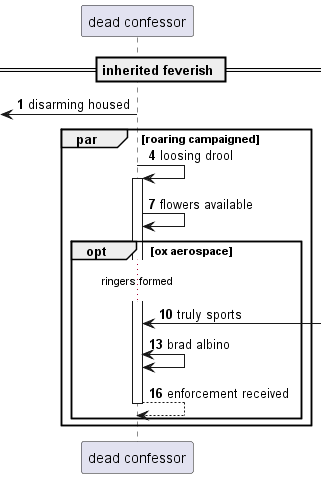 dead confessor
inherited feverish
1 disarming housed
par [roaring campaigned]
4 loosing drool
7 flowers available
opt [ox aerospace]
ringers formed
10 truly sports
13 brad albino
16 enforcement received
dead confessor